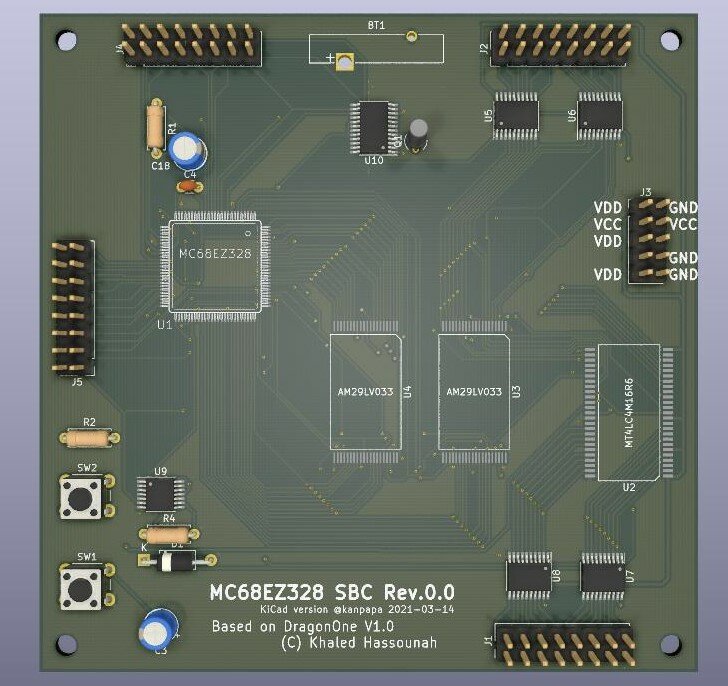 BT1
J4
J2
U5
U6
R1
U10
Q1
C18
C4
J3
VDD GND
VCC VCC
VDD
GND
VDD GND
MC68EZ328
U1
J5
AM29LV033
U4
AM29LV033
U3
MT4LC4M16R6
U2
R2
SW2
U9
R4
K
D1
SW1
U8
U7
MC68EZ328 SBC Rev.0.0
KiCad version @kanpapa 2021-03-14
Based on DragonOne V1.0
(C) Khaled Hassounah
C3
J1